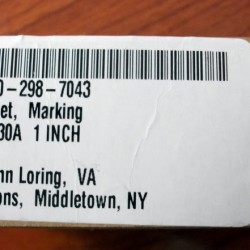 0-298-7043
et, Marking
30A 1 INCH
nn Loring, VA
ons, Middletown, NY